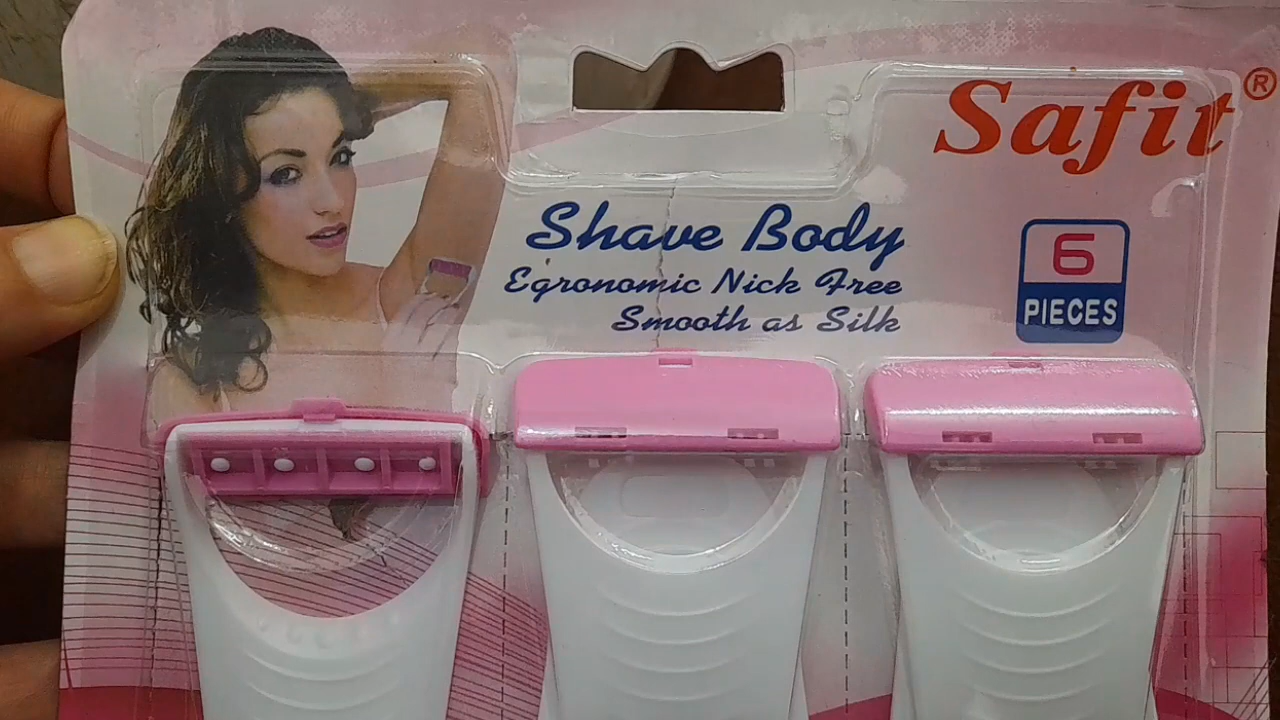 Safit®
Shave Body
Egronomic Nick Free
Smooth as Silk
6
PIECES